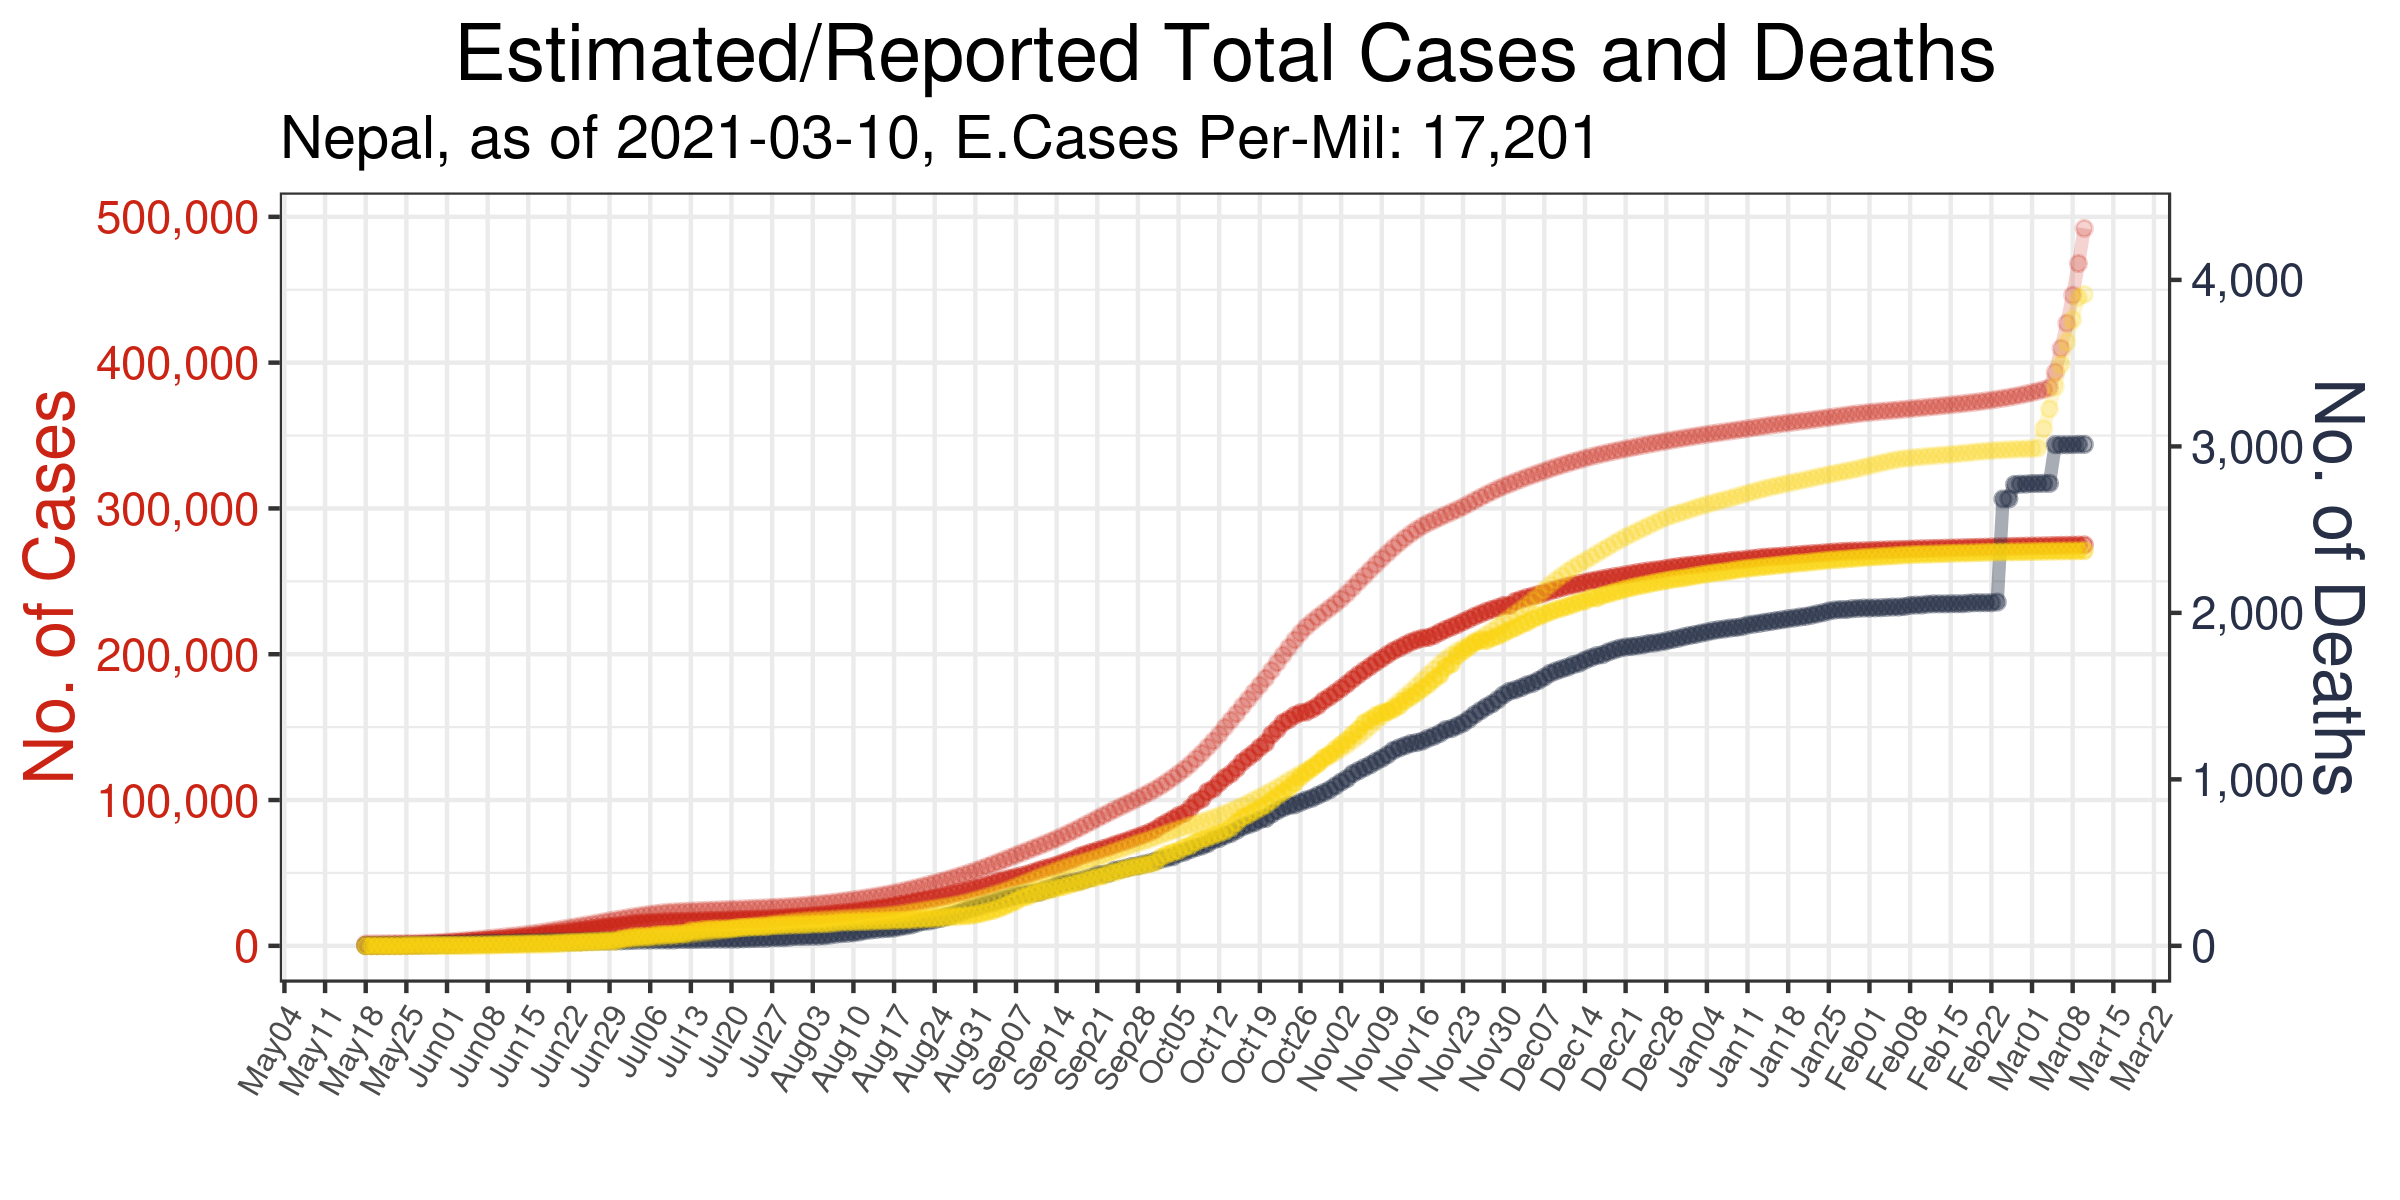 Estimated/Reported Total Cases and Deaths
Nepal, as of 2021-03-10, E.Cases Per-Mil: 17,201
No. of Cases
500,000
400,000
300,000
200,000
100,000
0
4,000
3,000
2,000
1,000
0
No. of Deaths
May04
May11
May18
May25
Jun01
Jun08
Jun15
Jun22
Jun29
Jul06
Jul13
Jul20
Jul27
Aug03
Aug10
Aug17
Aug24
Aug31
Sep07
Sep14
Sep21
Sep28
Oct05
Oct12
Oct19
Oct26
Nov02
Nov09
Nov16
Nov23
Nov30
Dec07
Dec14
Dec21
Dec28
Jan04
Jan11
Jan18
Jan25
Feb01
Feb08
Feb15
Feb22
Mar01
Mar08
Mar15
Mar22